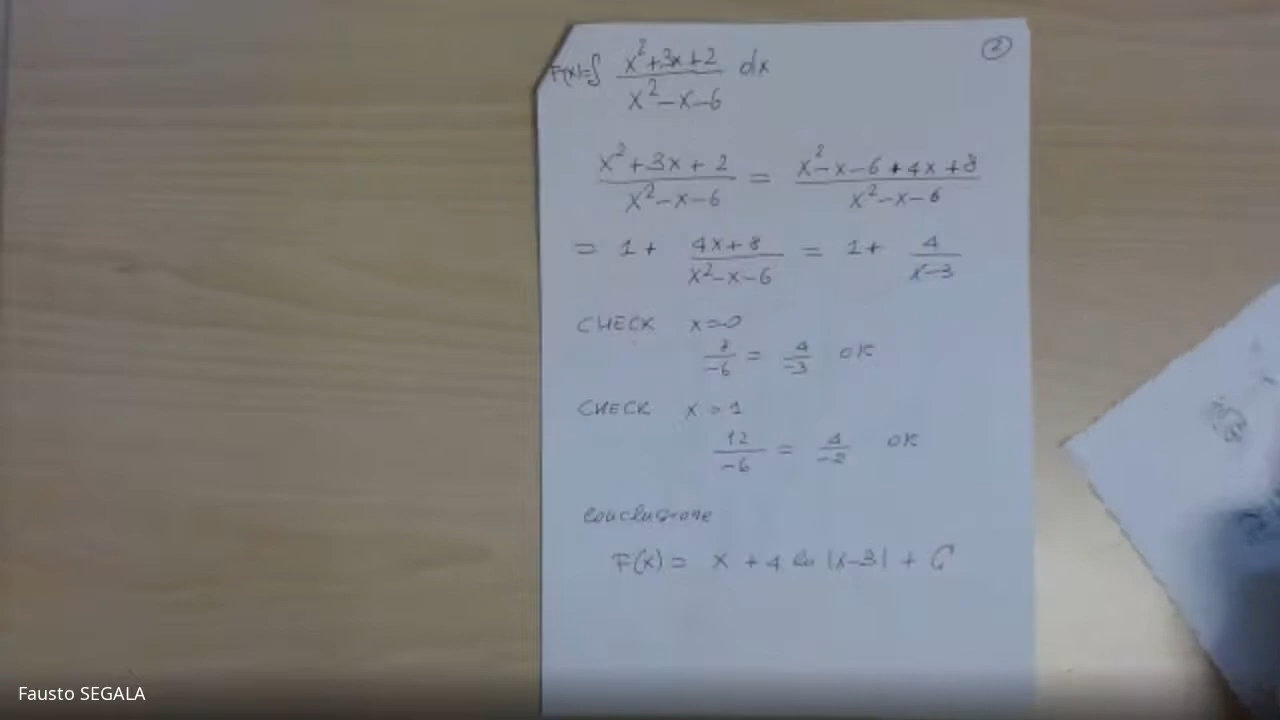 ②
F(x)=∫ (x²+3x+2)/(x²-x-6) dx
(x²+3x+2)/(x²-x-6) = (x²-x-6+4x+8)/(x²-x-6)
= 1+ (4x+8)/(x²-x-6) = 1+ 4/(x-3)
CHECK x=0
8/-6 = 4/-3 OK
CHECK x=1
12/-6 = 4/-2 OK
Conclusione
F(x)= x +4 ln |x-3| + C
Fausto SEGALA